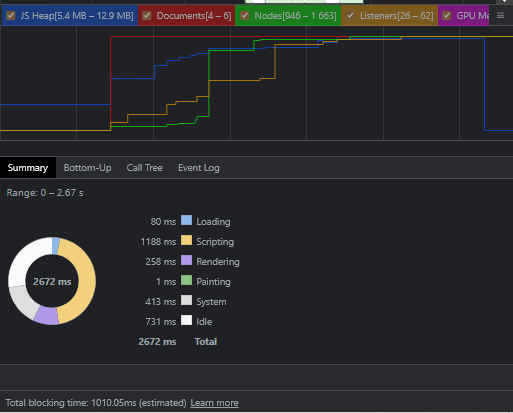 JS Heap[5.4 MB – 12.9 MB] Documents[4 – 6] Nodes[946 – 1 663] Listeners[26 – 62] GPU Me
Summary Bottom-Up Call Tree Event Log
Range: 0 – 2.67 s
80 ms Loading
1188 ms Scripting
258 ms Rendering
1 ms Painting
413 ms System
731 ms Idle
2672 ms Total
2672 ms
Total blocking time: 1010.05ms (estimated) Learn more